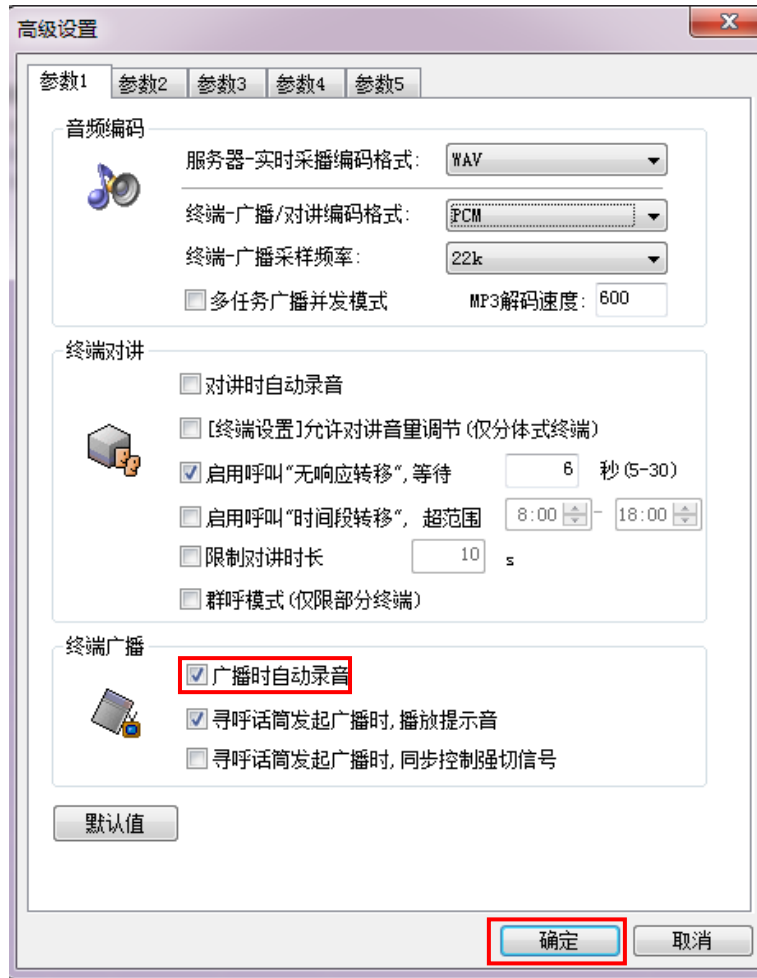 高级设置
参数1 参数2 参数3 参数4 参数5
音频编码
服务器-实时采播编码格式: WAV
终端-广播/对讲编码格式: PCM
终端-广播采样频率: 22k
多任务广播并发模式 MP3解码速度: 600
终端对讲
对讲时自动录音
[终端设置]允许对讲音量调节(仅分体式终端)
启用呼叫“无响应转移”,等待 6 秒(5-30)
启用呼叫“时间段转移”, 超范围 8:00 - 18:00
限制对讲时长 10 s
群呼模式(仅限部分终端)
终端广播
广播时自动录音
寻呼话筒发起广播时,播放提示音
寻呼话筒发起广播时,同步控制强切信号
默认值
确定 取消